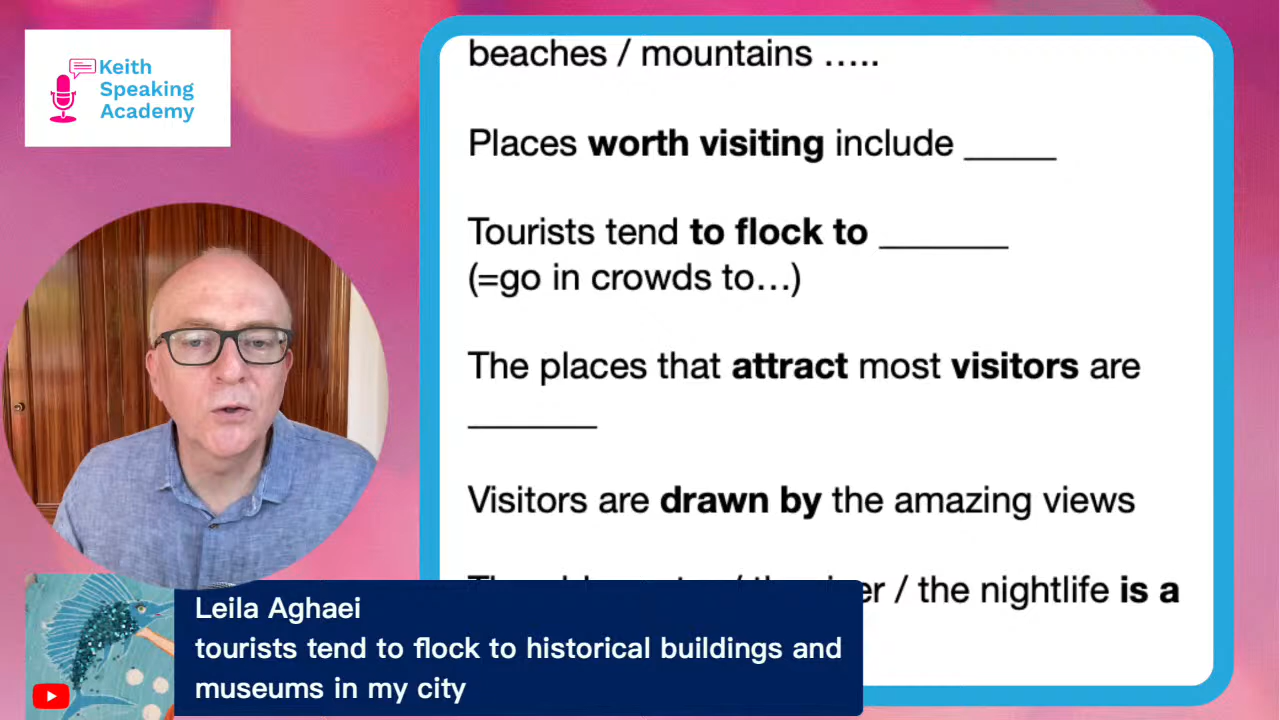 Keith
Speaking
Academy
beaches / mountains …..
Places worth visiting include _____
Tourists tend to flock to _______
(=go in crowds to…)
The places that attract most visitors are
_______
Visitors are drawn by the amazing views
/ the nightlife is a
Leila Aghaei
tourists tend to flock to historical buildings and
museums in my city